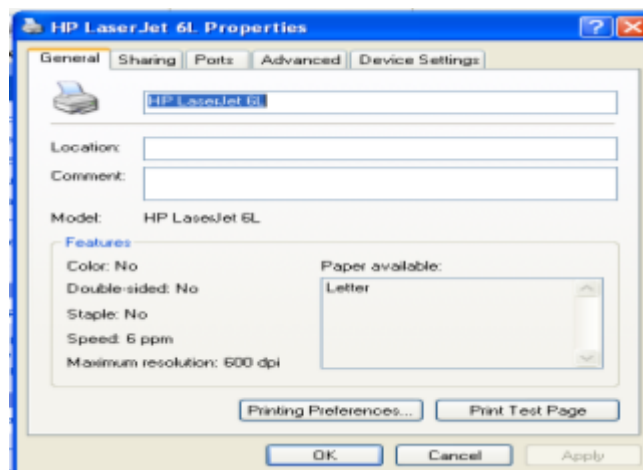 HP LaserJet 6L Properties
General Sharing Ports Advanced Device Settings
HP LaserJet 6L
Location:
Comment:
Model: HP LaserJet 6L
Features
Color: No
Paper available:
Double-sided: No
Letter
Staple: No
Speed: 6 ppm
Maximum resolution: 600 dpi
Printing Preferences... Print Test Page
OK Cancel Apply